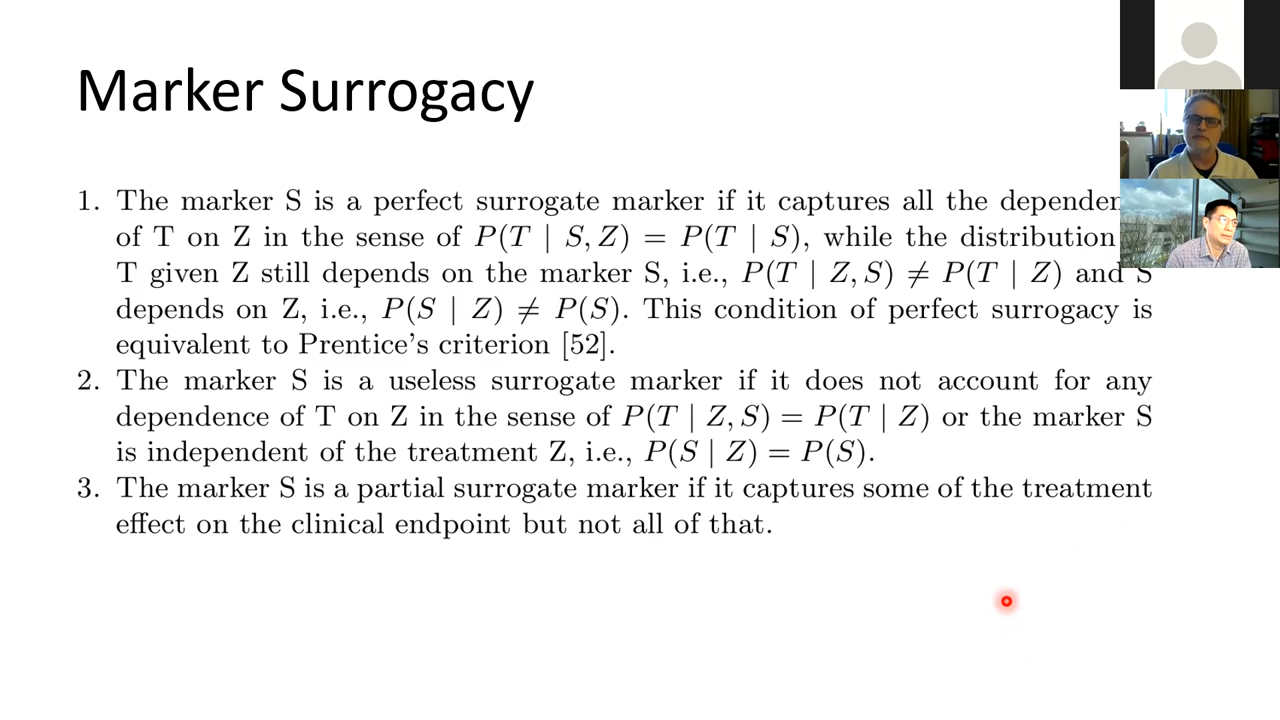 Marker Surrogacy
1. The marker S is a perfect surrogate marker if it captures all the
of T on Z in the sense of P(T | S, Z) = P(T | S), while the distribution
T given Z still depends on the marker S, i.e., P(T | Z, S) ≠ P(T | Z) and S
depends on Z, i.e., P(S | Z) ≠ P(S). This condition of perfect surrogacy is
equivalent to Prentice's criterion [52].
2. The marker S is a useless surrogate marker if it does not account for any
dependence of T on Z in the sense of P(T | Z, S) = P(T | Z) or the marker S
is independent of the treatment Z, i.e., P(S | Z) = P(S).
3. The marker S is a partial surrogate marker if it captures some of the treatment
effect on the clinical endpoint but not all of that.